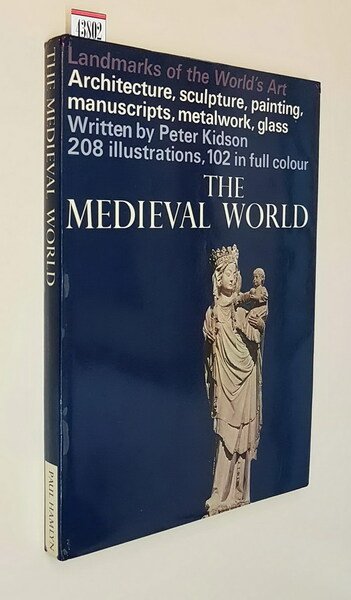 43802
Landmarks of the World's Art
Architecture, sculpture, painting,
manuscripts, metalwork, glass
Written by Peter Kidson
208 illustrations, 102 in full colour
THE
MEDIEVAL WORLD
THE MEDIEVAL WORLD
PAUL HAMLYN